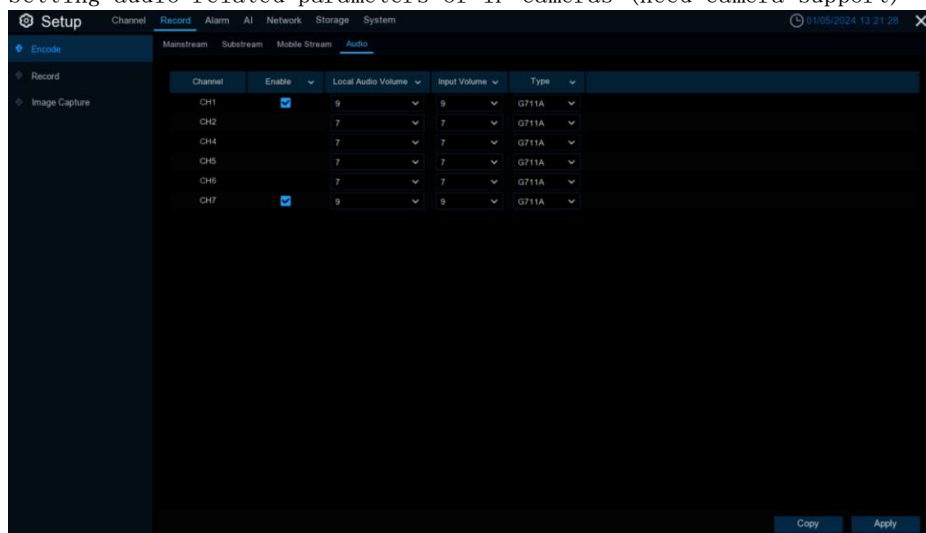 Setting audio related parameters of IP cameras (need camera support)
Setup Channel Record Alarm AI Network Storage System 01/05/2024 13:21:28
Encode
Record
Image Capture
Mainstream Substream Mobile Stream Audio
Channel Enable Local Audio Volume Input Volume Type
CH1 9 9 G711A
CH2 7 7 G711A
CH4 7 7 G711A
CH5 7 7 G711A
CH6 7 7 G711A
CH7 9 9 G711A
Copy Apply